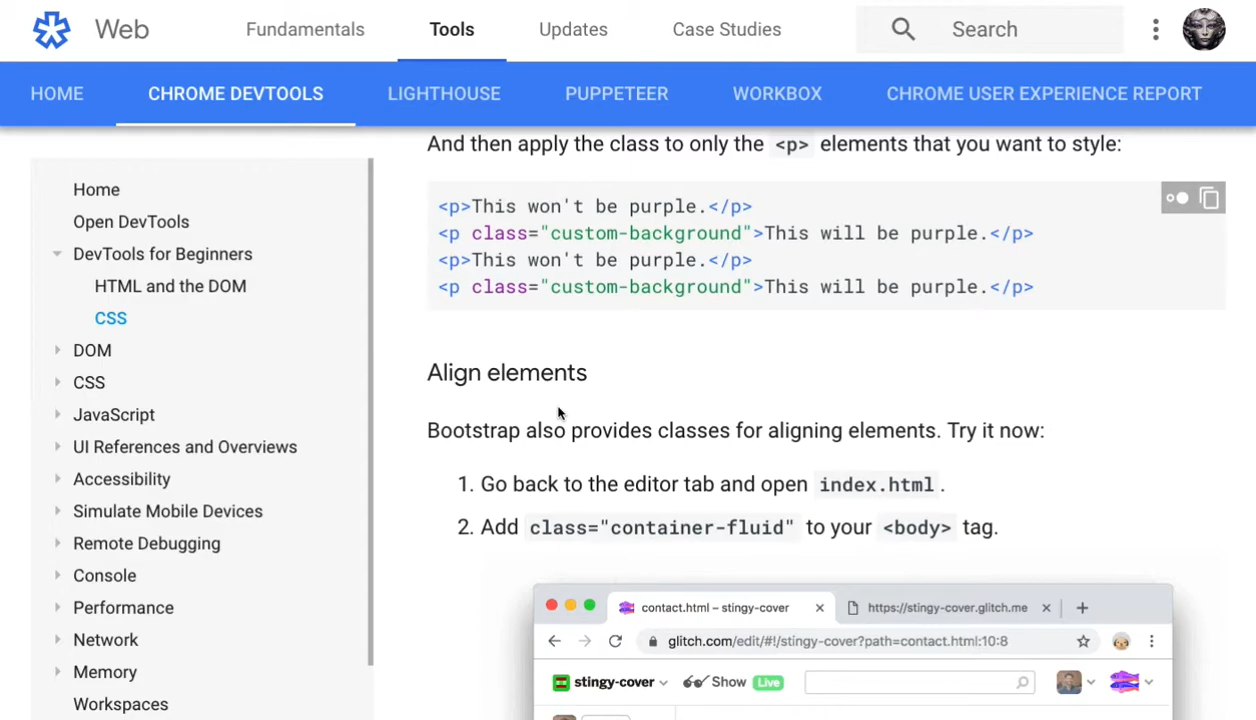 Web Fundamentals Tools Updates Case Studies Search
HOME CHROME DEVTOOLS LIGHTHOUSE PUPPETEER WORKBOX CHROME USER EXPERIENCE REPORT
Home
Open DevTools
DevTools for Beginners
HTML and the DOM
CSS
DOM
CSS
JavaScript
UI References and Overviews
Accessibility
Simulate Mobile Devices
Remote Debugging
Console
Performance
Network
Memory
Workspaces
And then apply the class to only the <p> elements that you want to style:
<p>This won't be purple.</p>
<p class="custom-background">This will be purple.</p>
<p>This won't be purple.</p>
<p class="custom-background">This will be purple.</p>
Align elements
Bootstrap also provides classes for aligning elements. Try it now:
1. Go back to the editor tab and open index.html.
2. Add class="container-fluid" to your <body> tag.
contact.html – stingy-cover https://stingy-cover.glitch.me
glitch.com/edit/#!/stingy-cover?path=contact.html:10:8
stingy-cover Show Live